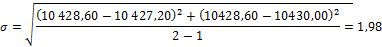 σ = √((10 428,60 − 10 427,20)² + (10428,60 − 10430,00)² / 2 − 1) = 1,98